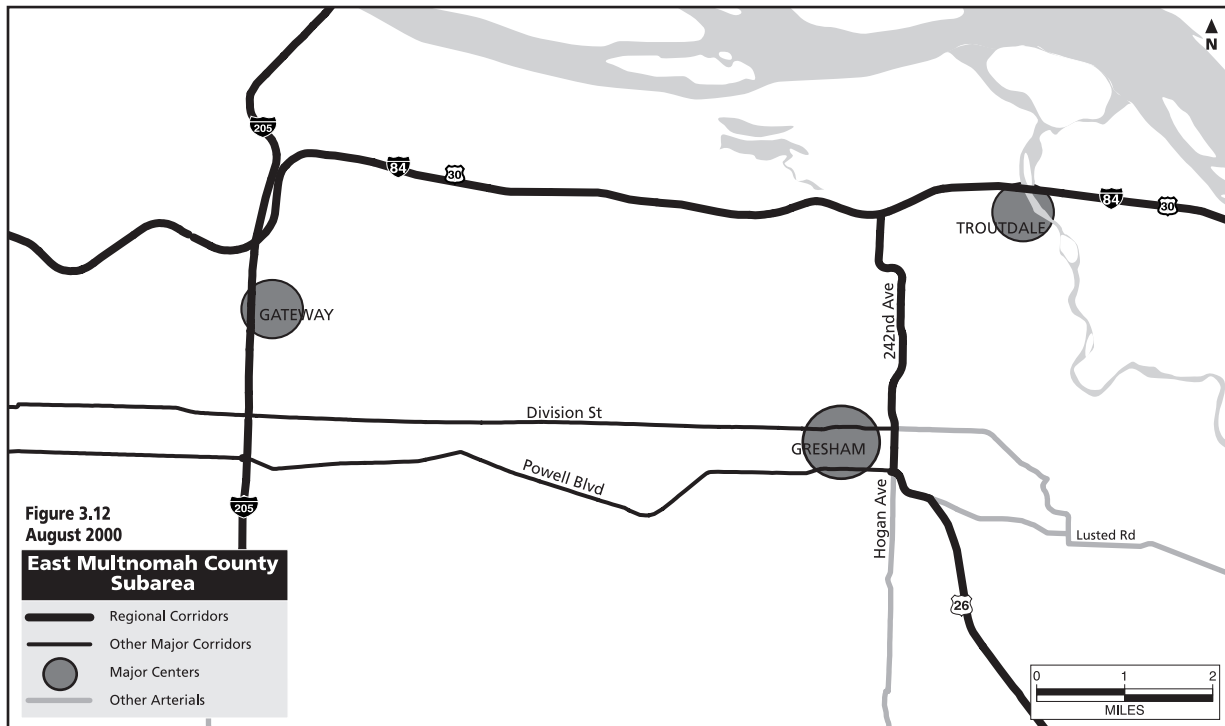 N
205
84
30
84
30
TROUTDALE
GATEWAY
242nd Ave
Division St
GRESHAM
Powell Blvd
Hogan Ave
205
Lusted Rd
26
Figure 3.12
August 2000
East Multnomah County
Subarea
Regional Corridors
Other Major Corridors
Major Centers
Other Arterials
0 1 2
MILES